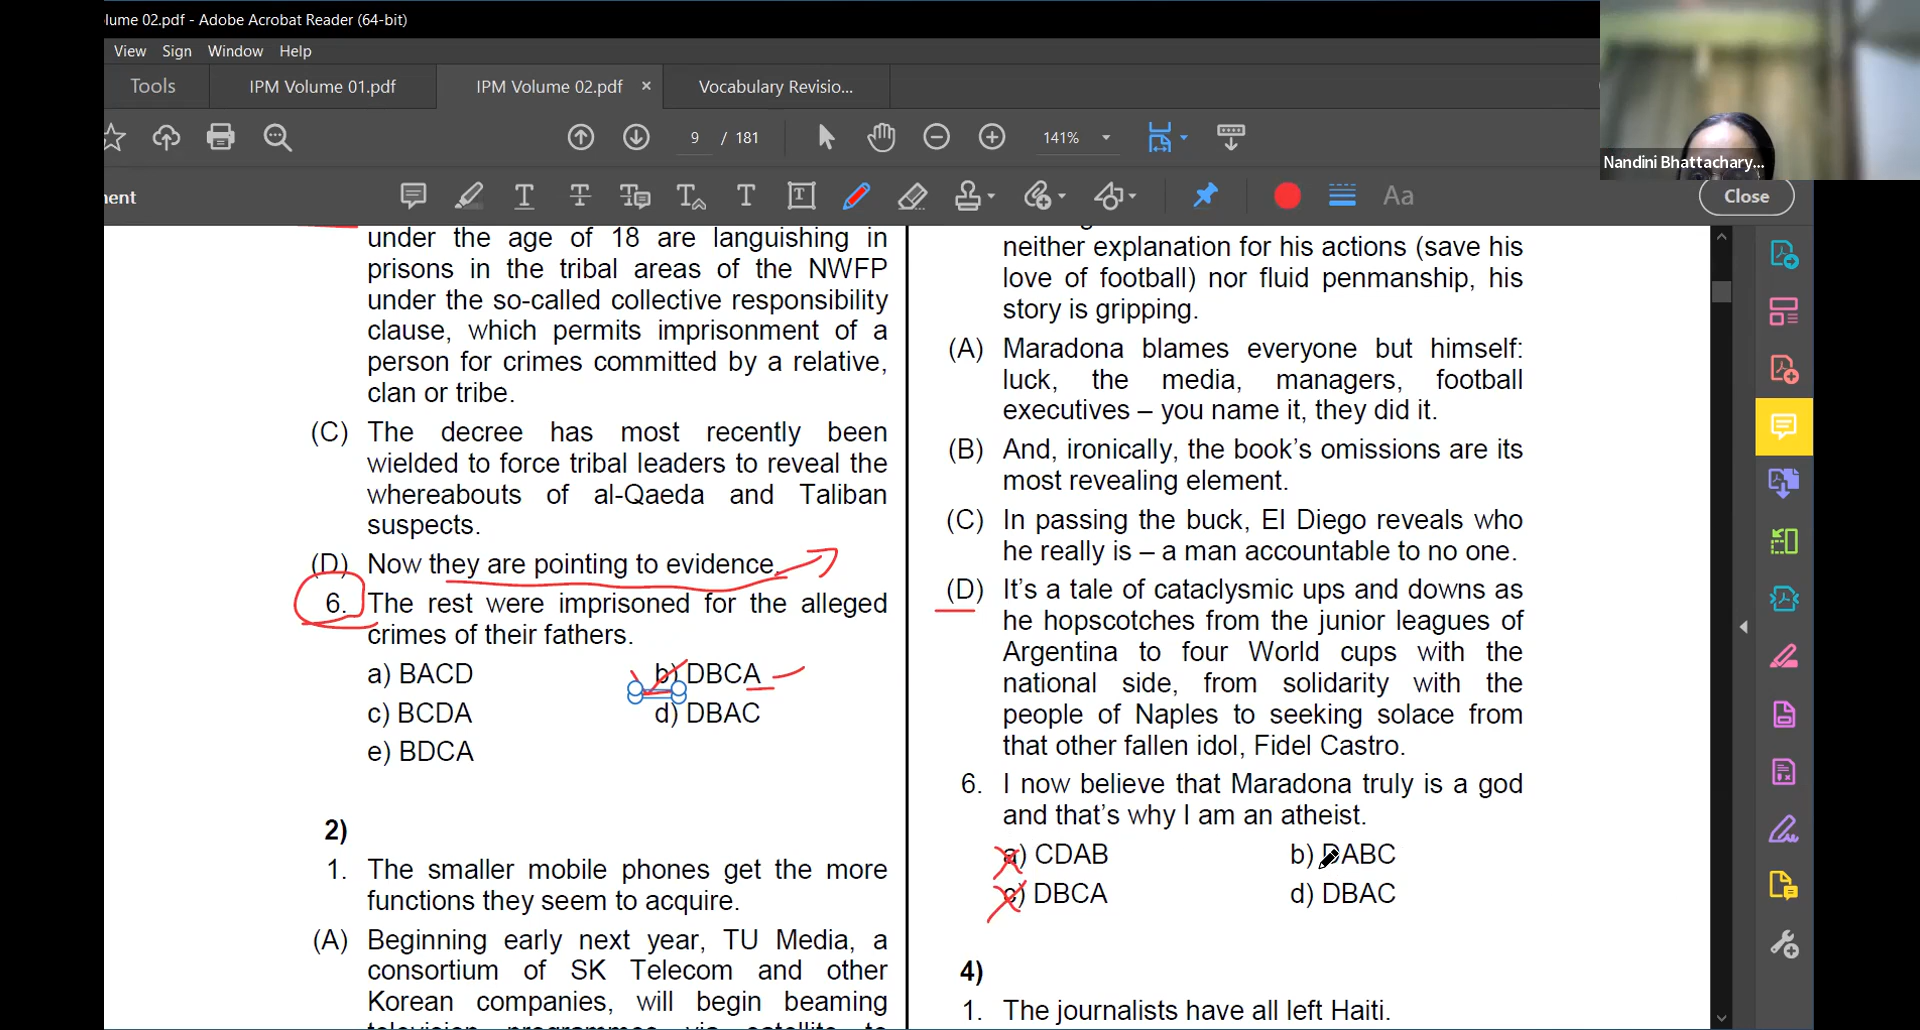 lume 02.pdf - Adobe Acrobat Reader (64-bit)
View Sign Window Help
Tools IPM Volume 01.pdf IPM Volume 02.pdf × Vocabulary Revisio...
9 / 181 141%
ent Aa Close
Nandini Bhattachary...
under the age of 18 are languishing in
prisons in the tribal areas of the NWFP
under the so-called collective responsibility
clause, which permits imprisonment of a
person for crimes committed by a relative,
clan or tribe.
(C) The decree has most recently been
wielded to force tribal leaders to reveal the
whereabouts of al-Qaeda and Taliban
suspects.
(D) Now they are pointing to evidence.
6. The rest were imprisoned for the alleged
crimes of their fathers.
a) BACD b) DBCA
c) BCDA d) DBAC
e) BDCA
2)
1. The smaller mobile phones get the more
functions they seem to acquire.
(A) Beginning early next year, TU Media, a
consortium of SK Telecom and other
Korean companies, will begin beaming
television programmes via satellite to
neither explanation for his actions (save his
love of football) nor fluid penmanship, his
story is gripping.
(A) Maradona blames everyone but himself:
luck, the media, managers, football
executives – you name it, they did it.
(B) And, ironically, the book's omissions are its
most revealing element.
(C) In passing the buck, El Diego reveals who
he really is – a man accountable to no one.
(D) It's a tale of cataclysmic ups and downs as
he hopscotches from the junior leagues of
Argentina to four World cups with the
national side, from solidarity with the
people of Naples to seeking solace from
that other fallen idol, Fidel Castro.
6. I now believe that Maradona truly is a god
and that's why I am an atheist.
a) CDAB b) DABC
c) DBCA d) DBAC
4)
1. The journalists have all left Haiti.